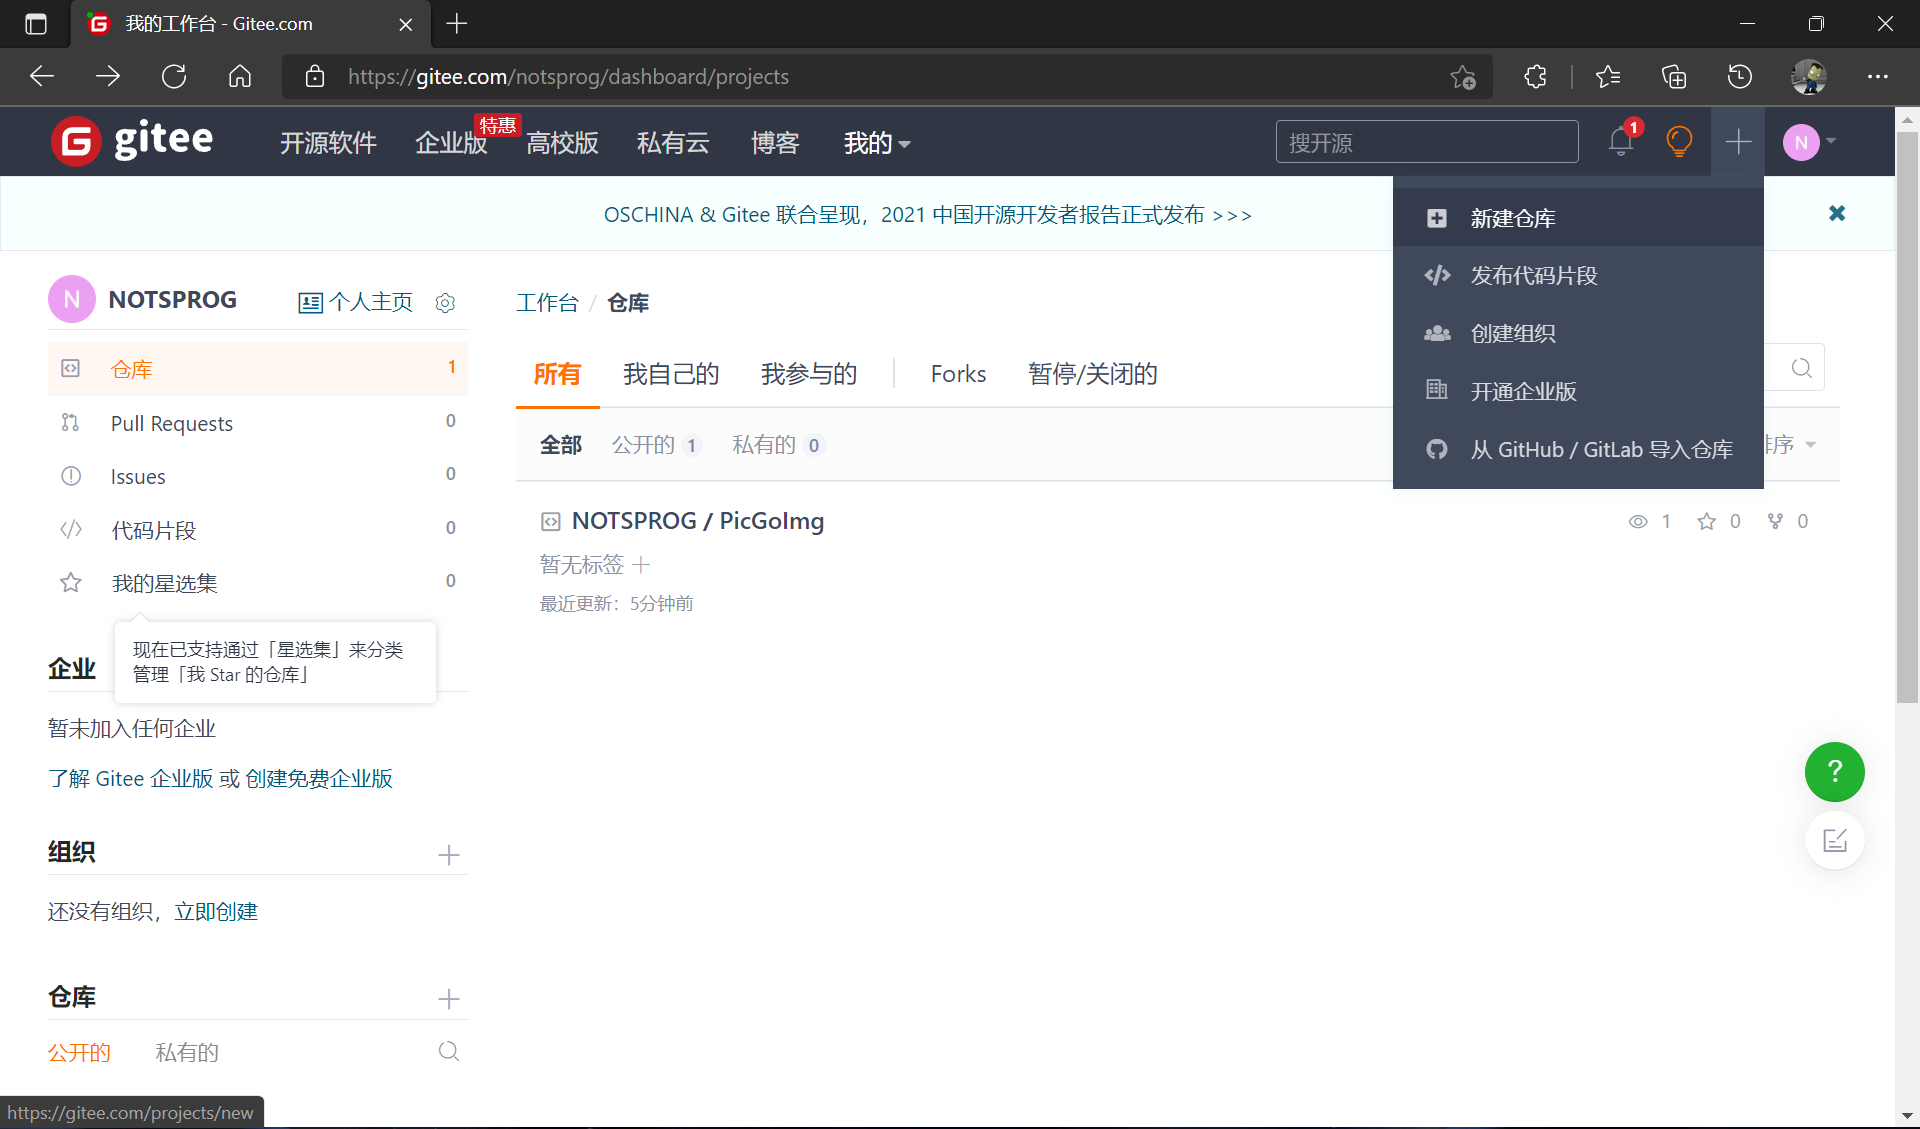 我的工作台 - Gitee.com
https://gitee.com/notsprog/dashboard/projects
gitee
开源软件
企业版
特惠
高校版
私有云
博客
我的
搜开源
1
N
OSCHINA & Gitee 联合呈现，2021 中国开源开发者报告正式发布 >>>
新建仓库
发布代码片段
创建组织
开通企业版
从 GitHub / GitLab 导入仓库
N
NOTSPROG
个人主页
仓库 1
Pull Requests 0
Issues 0
代码片段 0
我的星选集 0
现在已支持通过「星选集」来分类
管理「我 Star 的仓库」
企业
暂未加入任何企业
了解 Gitee 企业版 或 创建免费企业版
组织
还没有组织，立即创建
仓库
公开的 私有的
工作台 / 仓库
所有 我自己的 我参与的 Forks 暂停/关闭的
全部 公开的 1 私有的 0
排序
NOTSPROG / PicGoImg
1 0 0
暂无标签
最近更新：5分钟前
?
https://gitee.com/projects/new